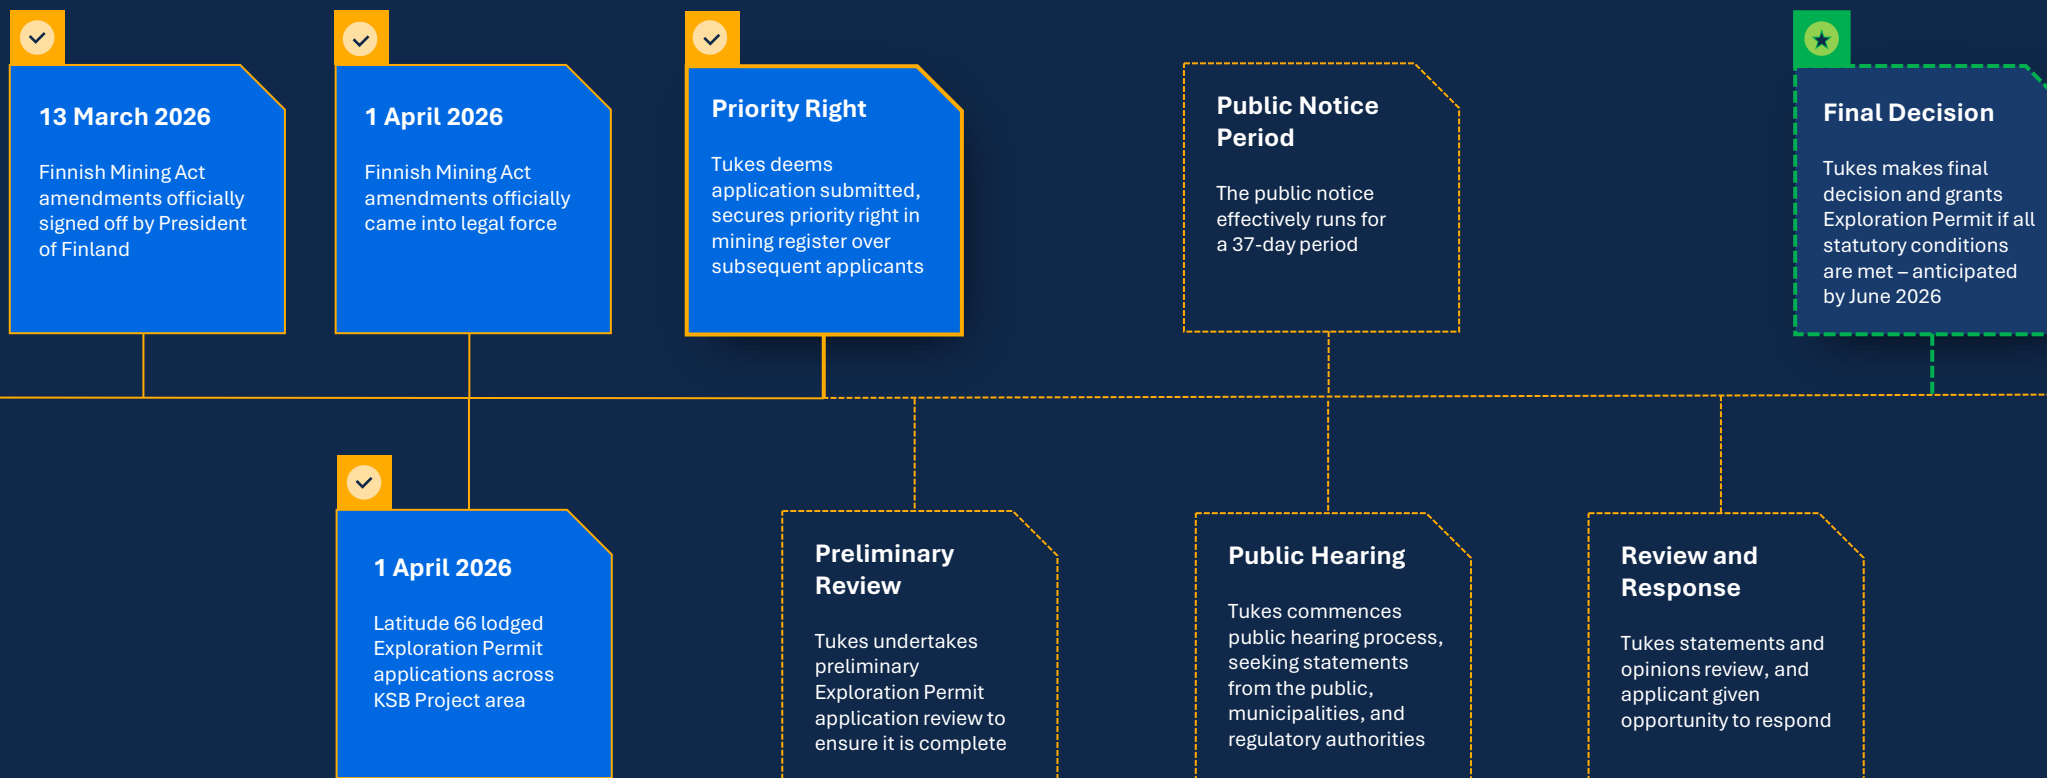 13 March 2026
Finnish Mining Act
amendments officially
signed off by President
of Finland
1 April 2026
Finnish Mining Act
amendments officially
came into legal force
Priority Right
Tukes deems
application submitted,
secures priority right in
mining register over
subsequent applicants
Public Notice
Period
The public notice
effectively runs for
a 37-day period
Final Decision
Tukes makes final
decision and grants
Exploration Permit if all
statutory conditions
are met – anticipated
by June 2026
1 April 2026
Latitude 66 lodged
Exploration Permit
applications across
KSB Project area
Preliminary
Review
Tukes undertakes
preliminary
Exploration Permit
application review to
ensure it is complete
Public Hearing
Tukes commences
public hearing process,
seeking statements
from the public,
municipalities, and
regulatory authorities
Review and
Response
Tukes statements and
opinions review, and
applicant given
opportunity to respond